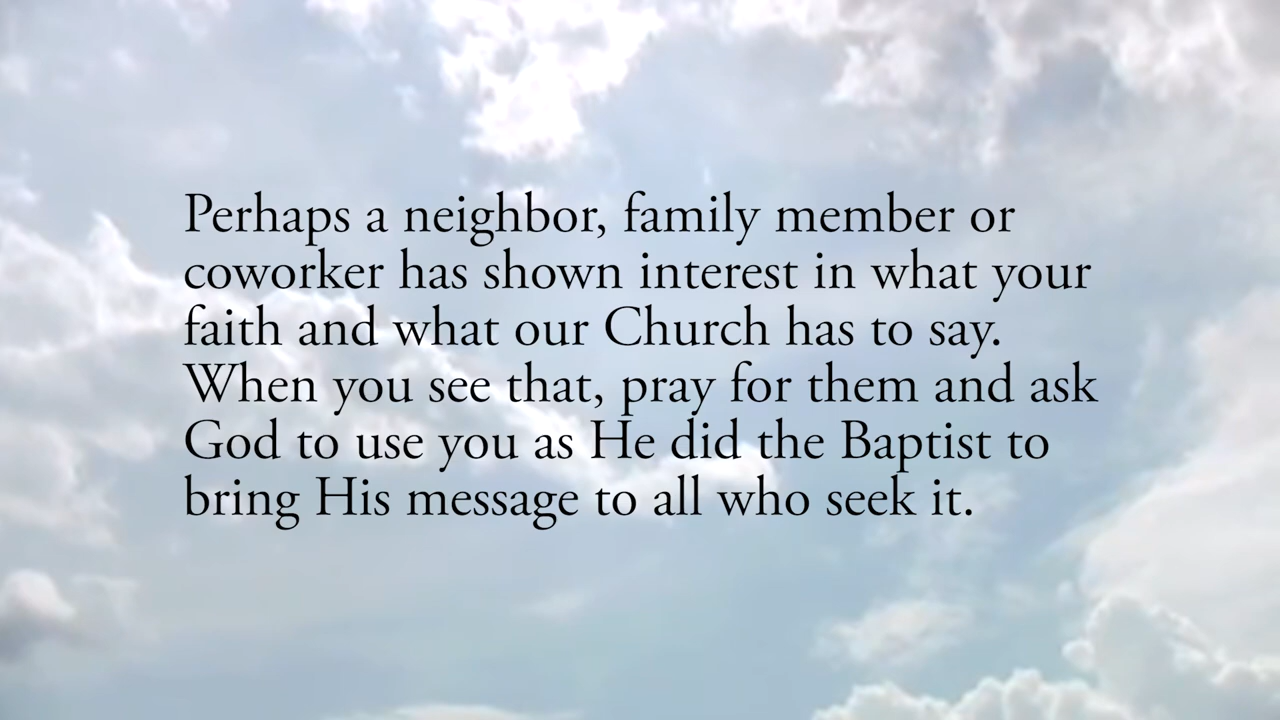 Perhaps a neighbor, family member or
coworker has shown interest in what your
faith and what our Church has to say.
When you see that, pray for them and ask
God to use you as He did the Baptist to
bring His message to all who seek it.